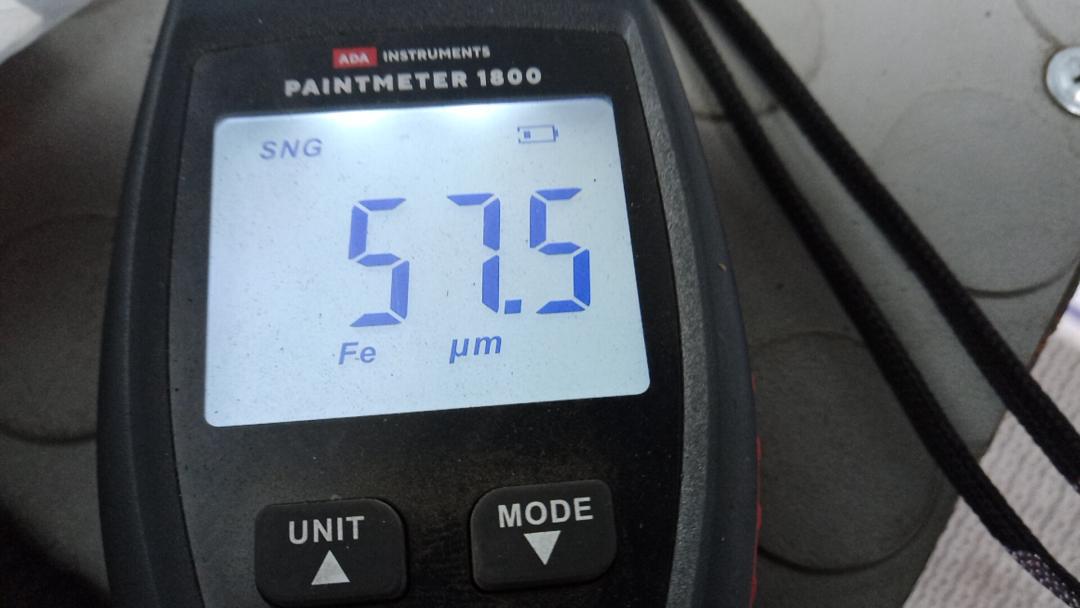 ADA INSTRUMENTS
PAINTMETER 1800
SNG
57.5
Fe µm
UNIT MODE